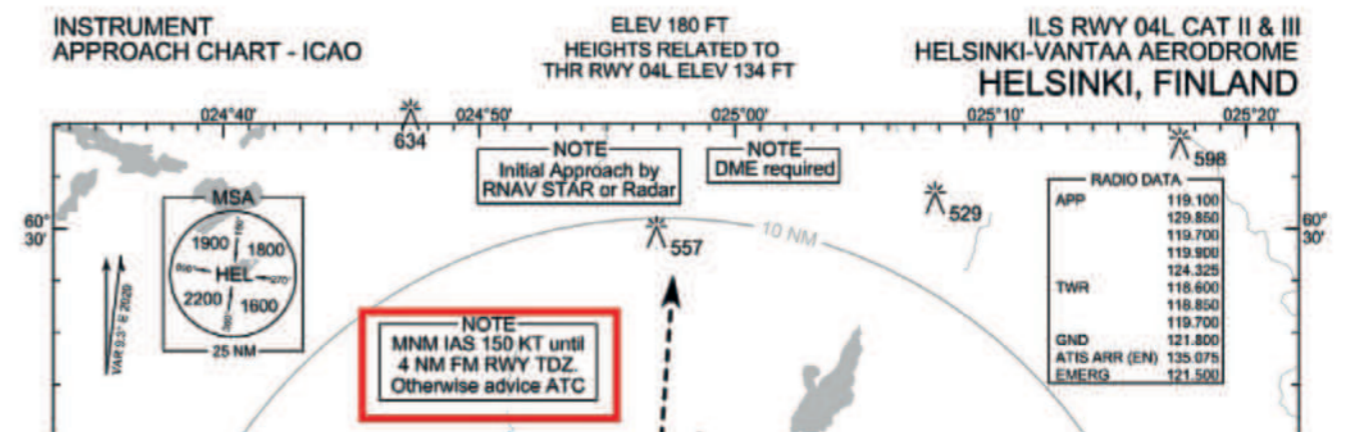 INSTRUMENT
APPROACH CHART - ICAO
ELEV 180 FT
HEIGHTS RELATED TO
THR RWY 04L ELEV 134 FT
ILS RWY 04L CAT II & III
HELSINKI-VANTAA AERODROME
HELSINKI, FINLAND
024°40'
024°50'
025°00'
025°10'
025°20'
634
NOTE
Initial Approach by
RNAV STAR or Radar
NOTE
DME required
598
529
557
10 NM
60°
30'
60°
30'
MSA
1900
1800
HEL
2200
1600
25 NM
VAR 9.3° E 2020
NOTE
MNM IAS 150 KT until
4 NM FM RWY TDZ.
Otherwise advice ATC
RADIO DATA
APP 119.100
129.850
119.700
119.900
124.325
TWR 118.600
118.850
119.700
GND 121.800
ATIS ARR (EN) 135.075
EMERG 121.500